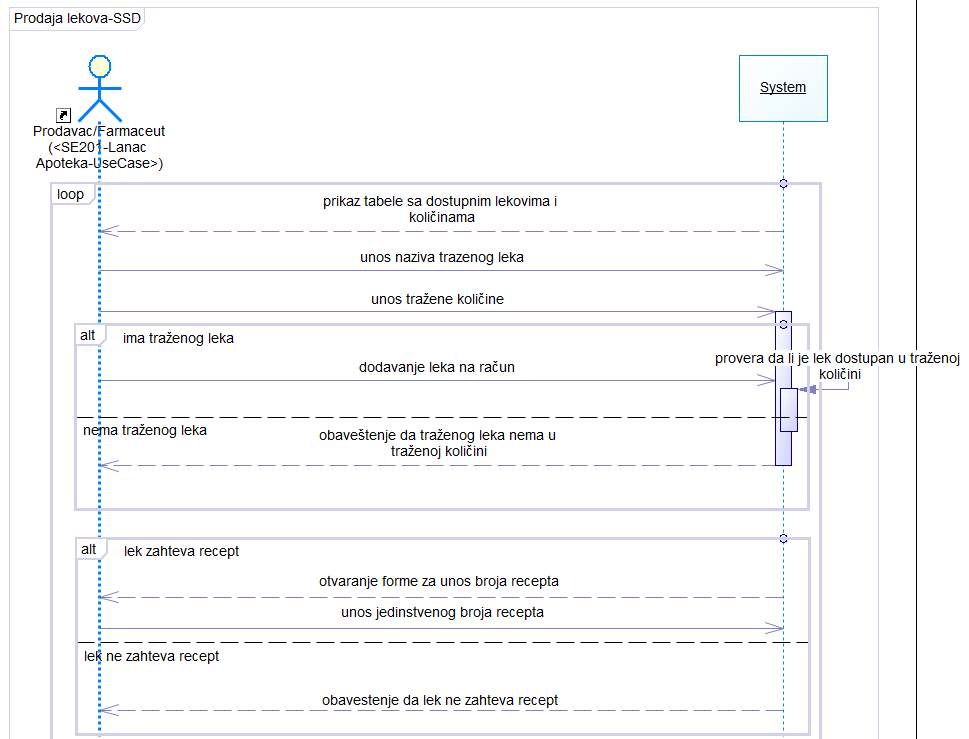 Prodaja lekova-SSD
System
Prodavac/Farmaceut
(<SE201-Lanac
Apoteka-UseCase>)
loop
prikaz tabele sa dostupnim lekovima i
količinama
unos naziva trazenog leka
unos tražene količine
alt
ima traženog leka
provera da li je lek dostupan u traženoj
količini
dodavanje leka na račun
nema traženog leka
obaveštenje da traženog leka nema u
traženoj količini
alt
lek zahteva recept
otvaranje forme za unos broja recepta
unos jedinstvenog broja recepta
lek ne zahteva recept
obavestenje da lek ne zahteva recept